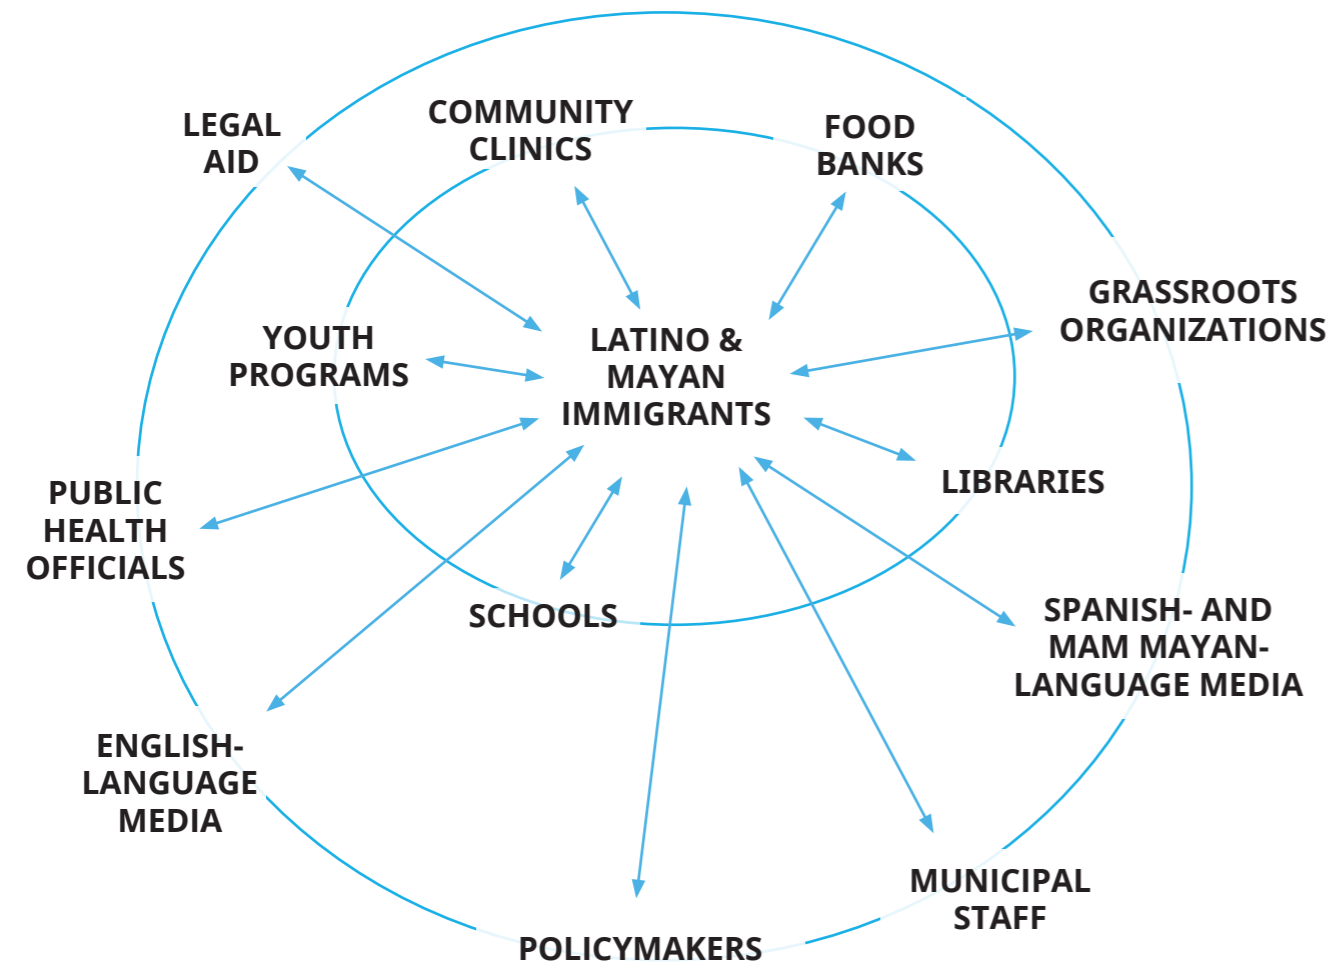 LEGAL
AID
COMMUNITY
CLINICS
FOOD
BANKS
GRASSROOTS
ORGANIZATIONS
YOUTH
PROGRAMS
LATINO &
MAYAN
IMMIGRANTS
LIBRARIES
PUBLIC
HEALTH
OFFICIALS
SCHOOLS
SPANISH- AND
MAM MAYAN-
LANGUAGE MEDIA
ENGLISH-
LANGUAGE
MEDIA
MUNICIPAL
STAFF
POLICYMAKERS